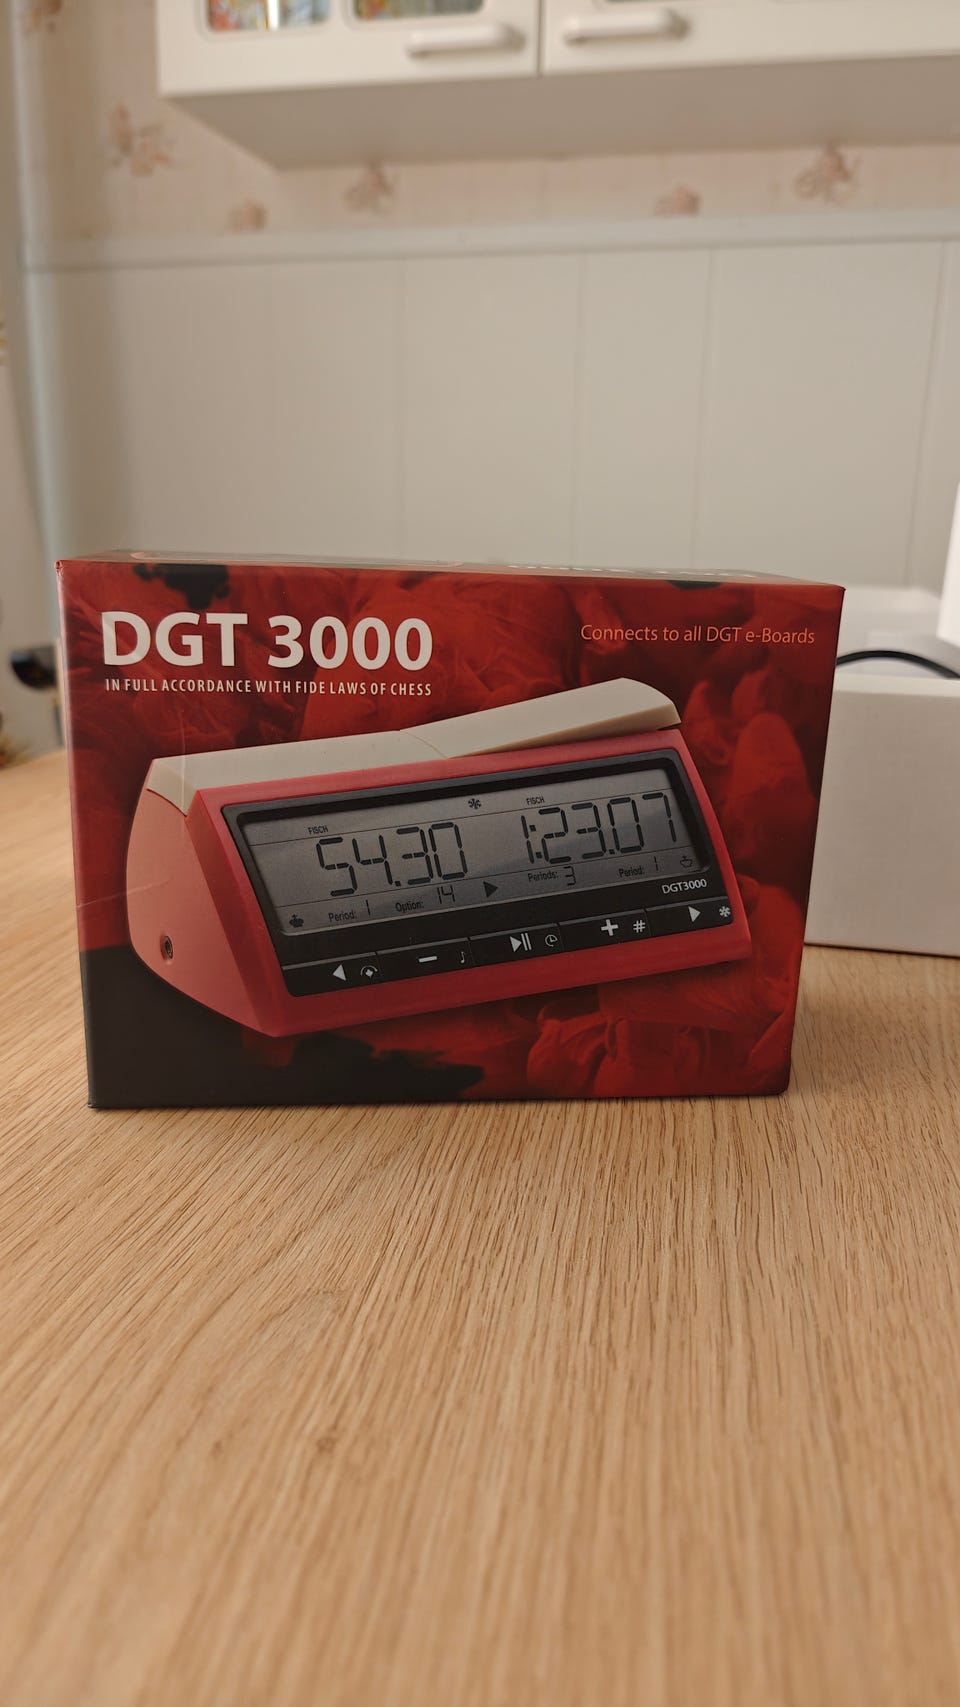 DGT 3000
IN FULL ACCORDANCE WITH FIDE LAWS OF CHESS
Connects to all DGT e-Boards
FISCH
FISCH
54.30
1:23.07
Period: 1
Option: 14
Periods: 3
Period: 1
DGT3000